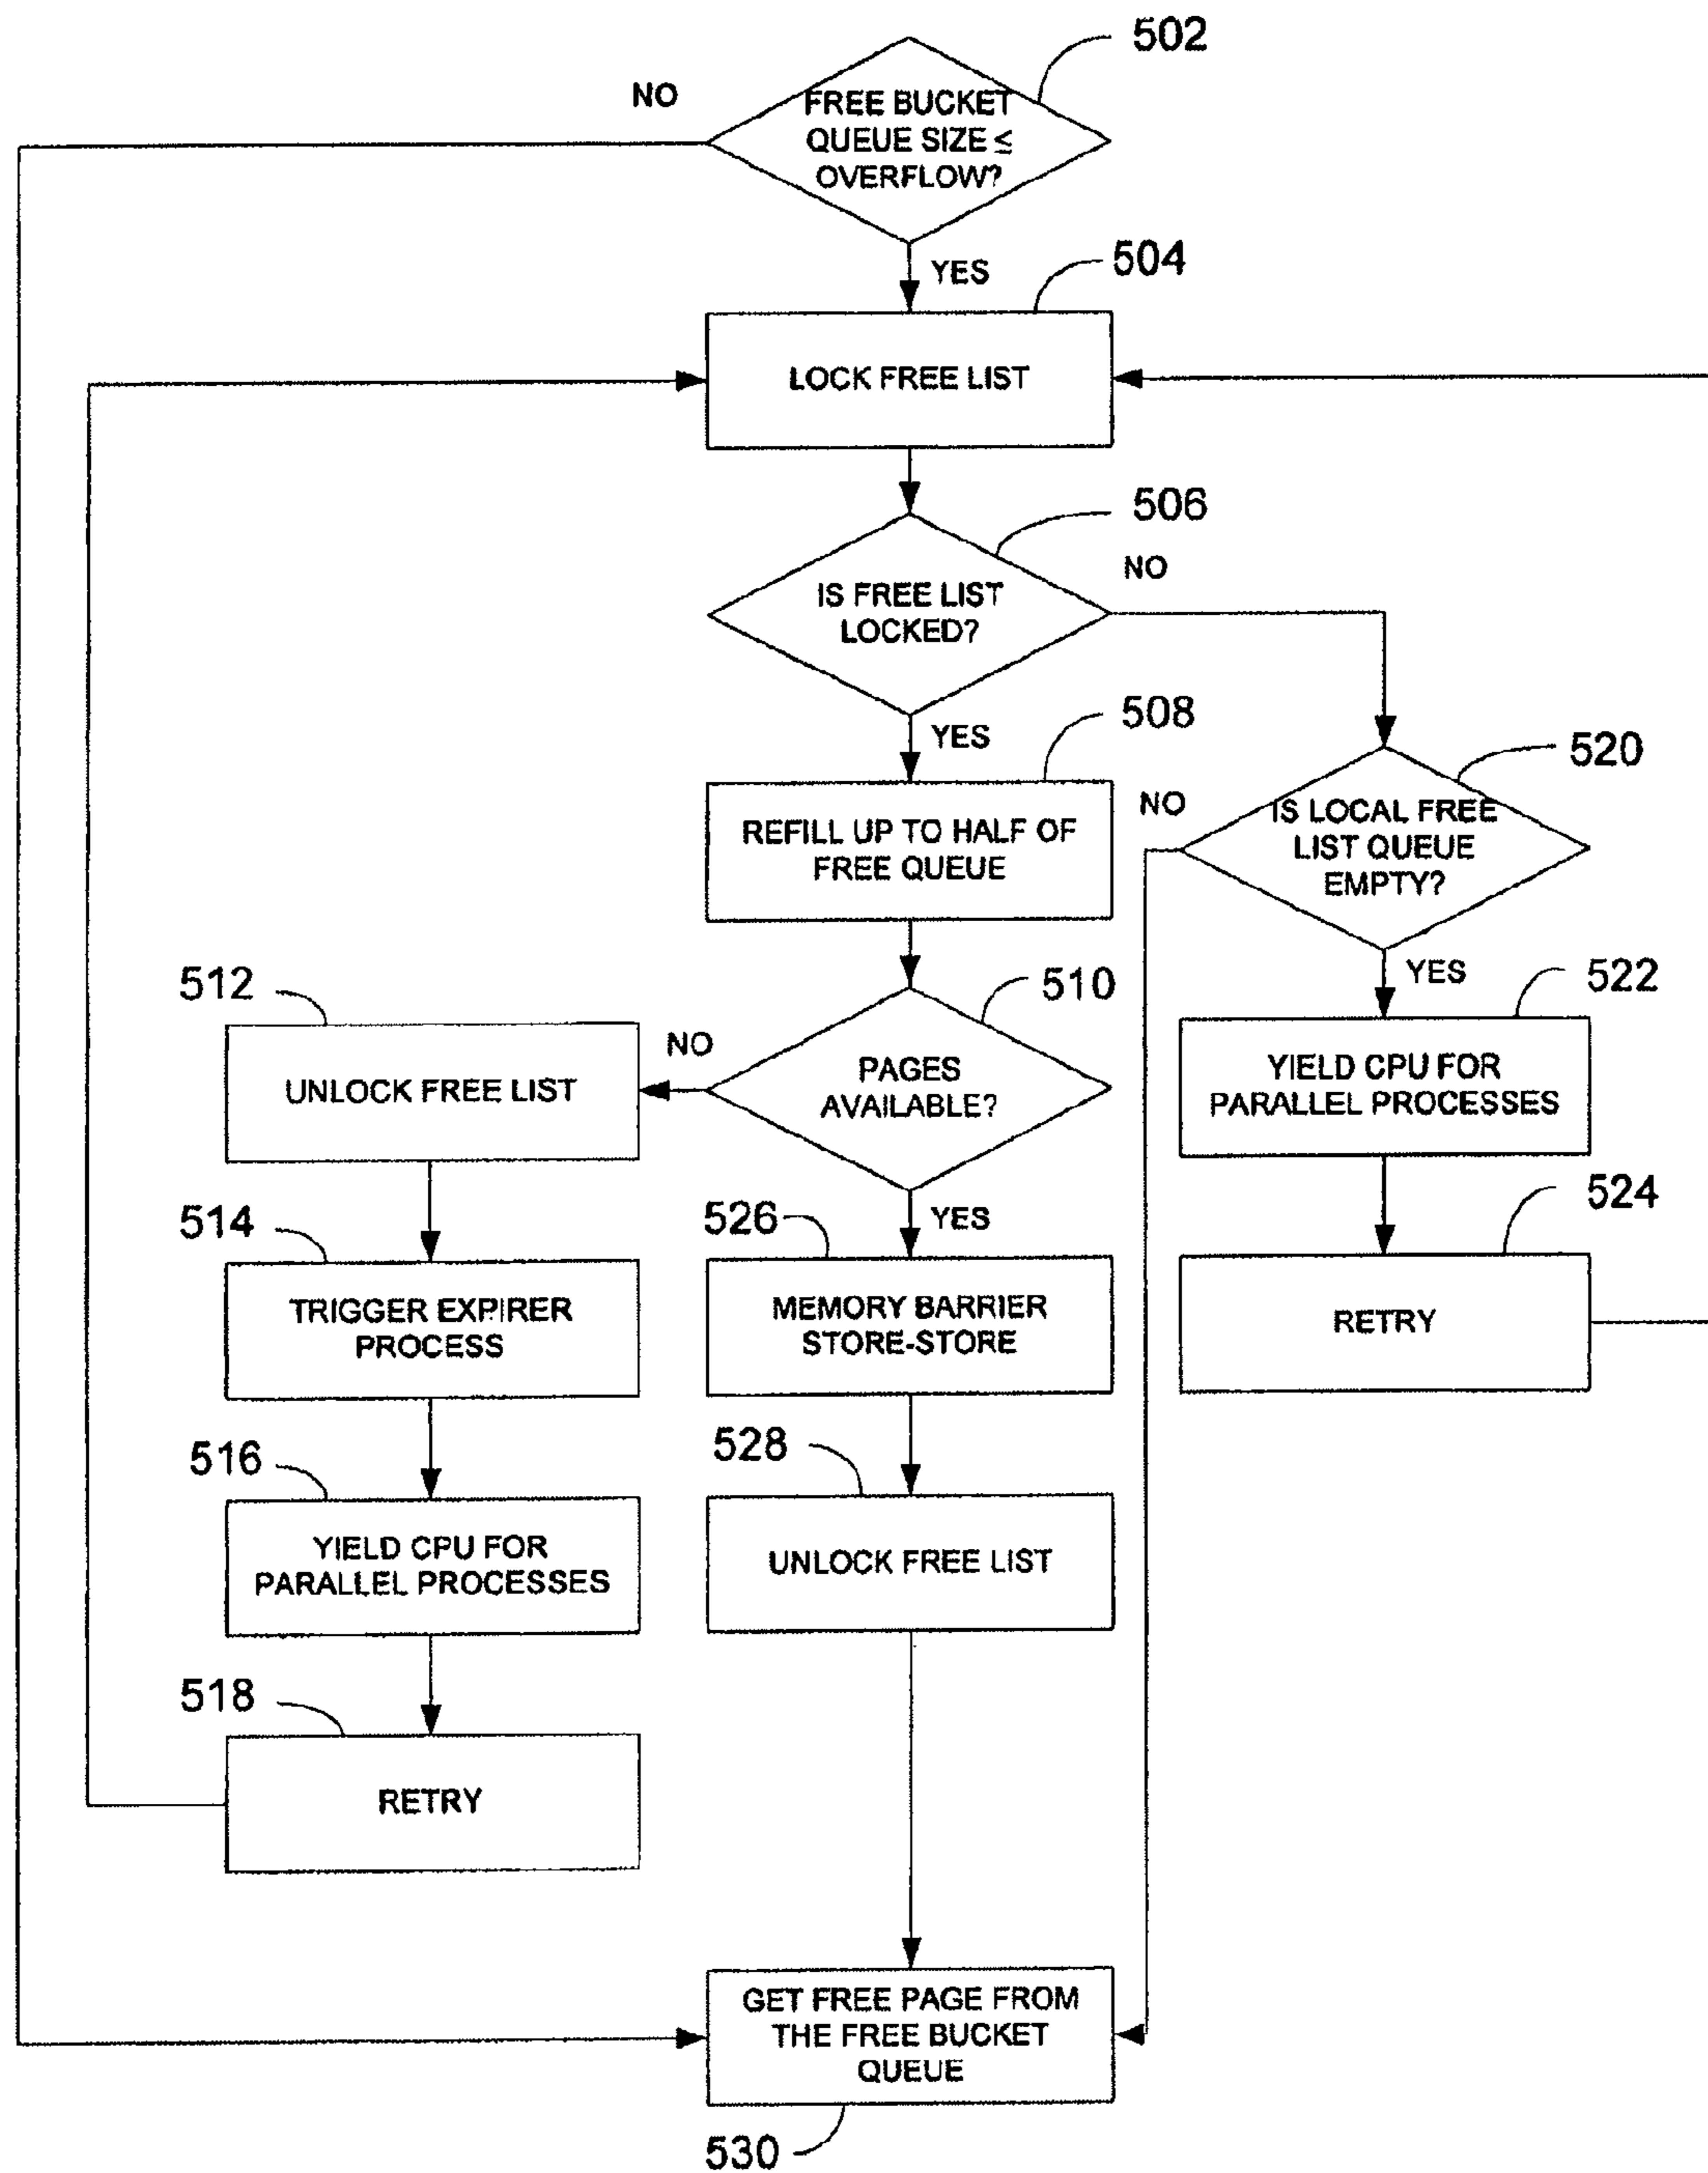 502
NO
FREE BUCKET
QUEUE SIZE ≤
OVERFLOW?
YES
504
LOCK FREE LIST
506
NO
IS FREE LIST
LOCKED?
YES
508
520
NO
REFILL UP TO HALF OF
FREE QUEUE
IS LOCAL FREE
LIST QUEUE
EMPTY?
YES
512
510
522
NO
UNLOCK FREE LIST
PAGES
AVAILABLE?
YIELD CPU FOR
PARALLEL PROCESSES
514
526
YES
524
TRIGGER EXPIRER
PROCESS
MEMORY BARRIER
STORE-STORE
RETRY
516
528
YIELD CPU FOR
PARALLEL PROCESSES
UNLOCK FREE LIST
518
RETRY
GET FREE PAGE FROM
THE FREE BUCKET
QUEUE
530